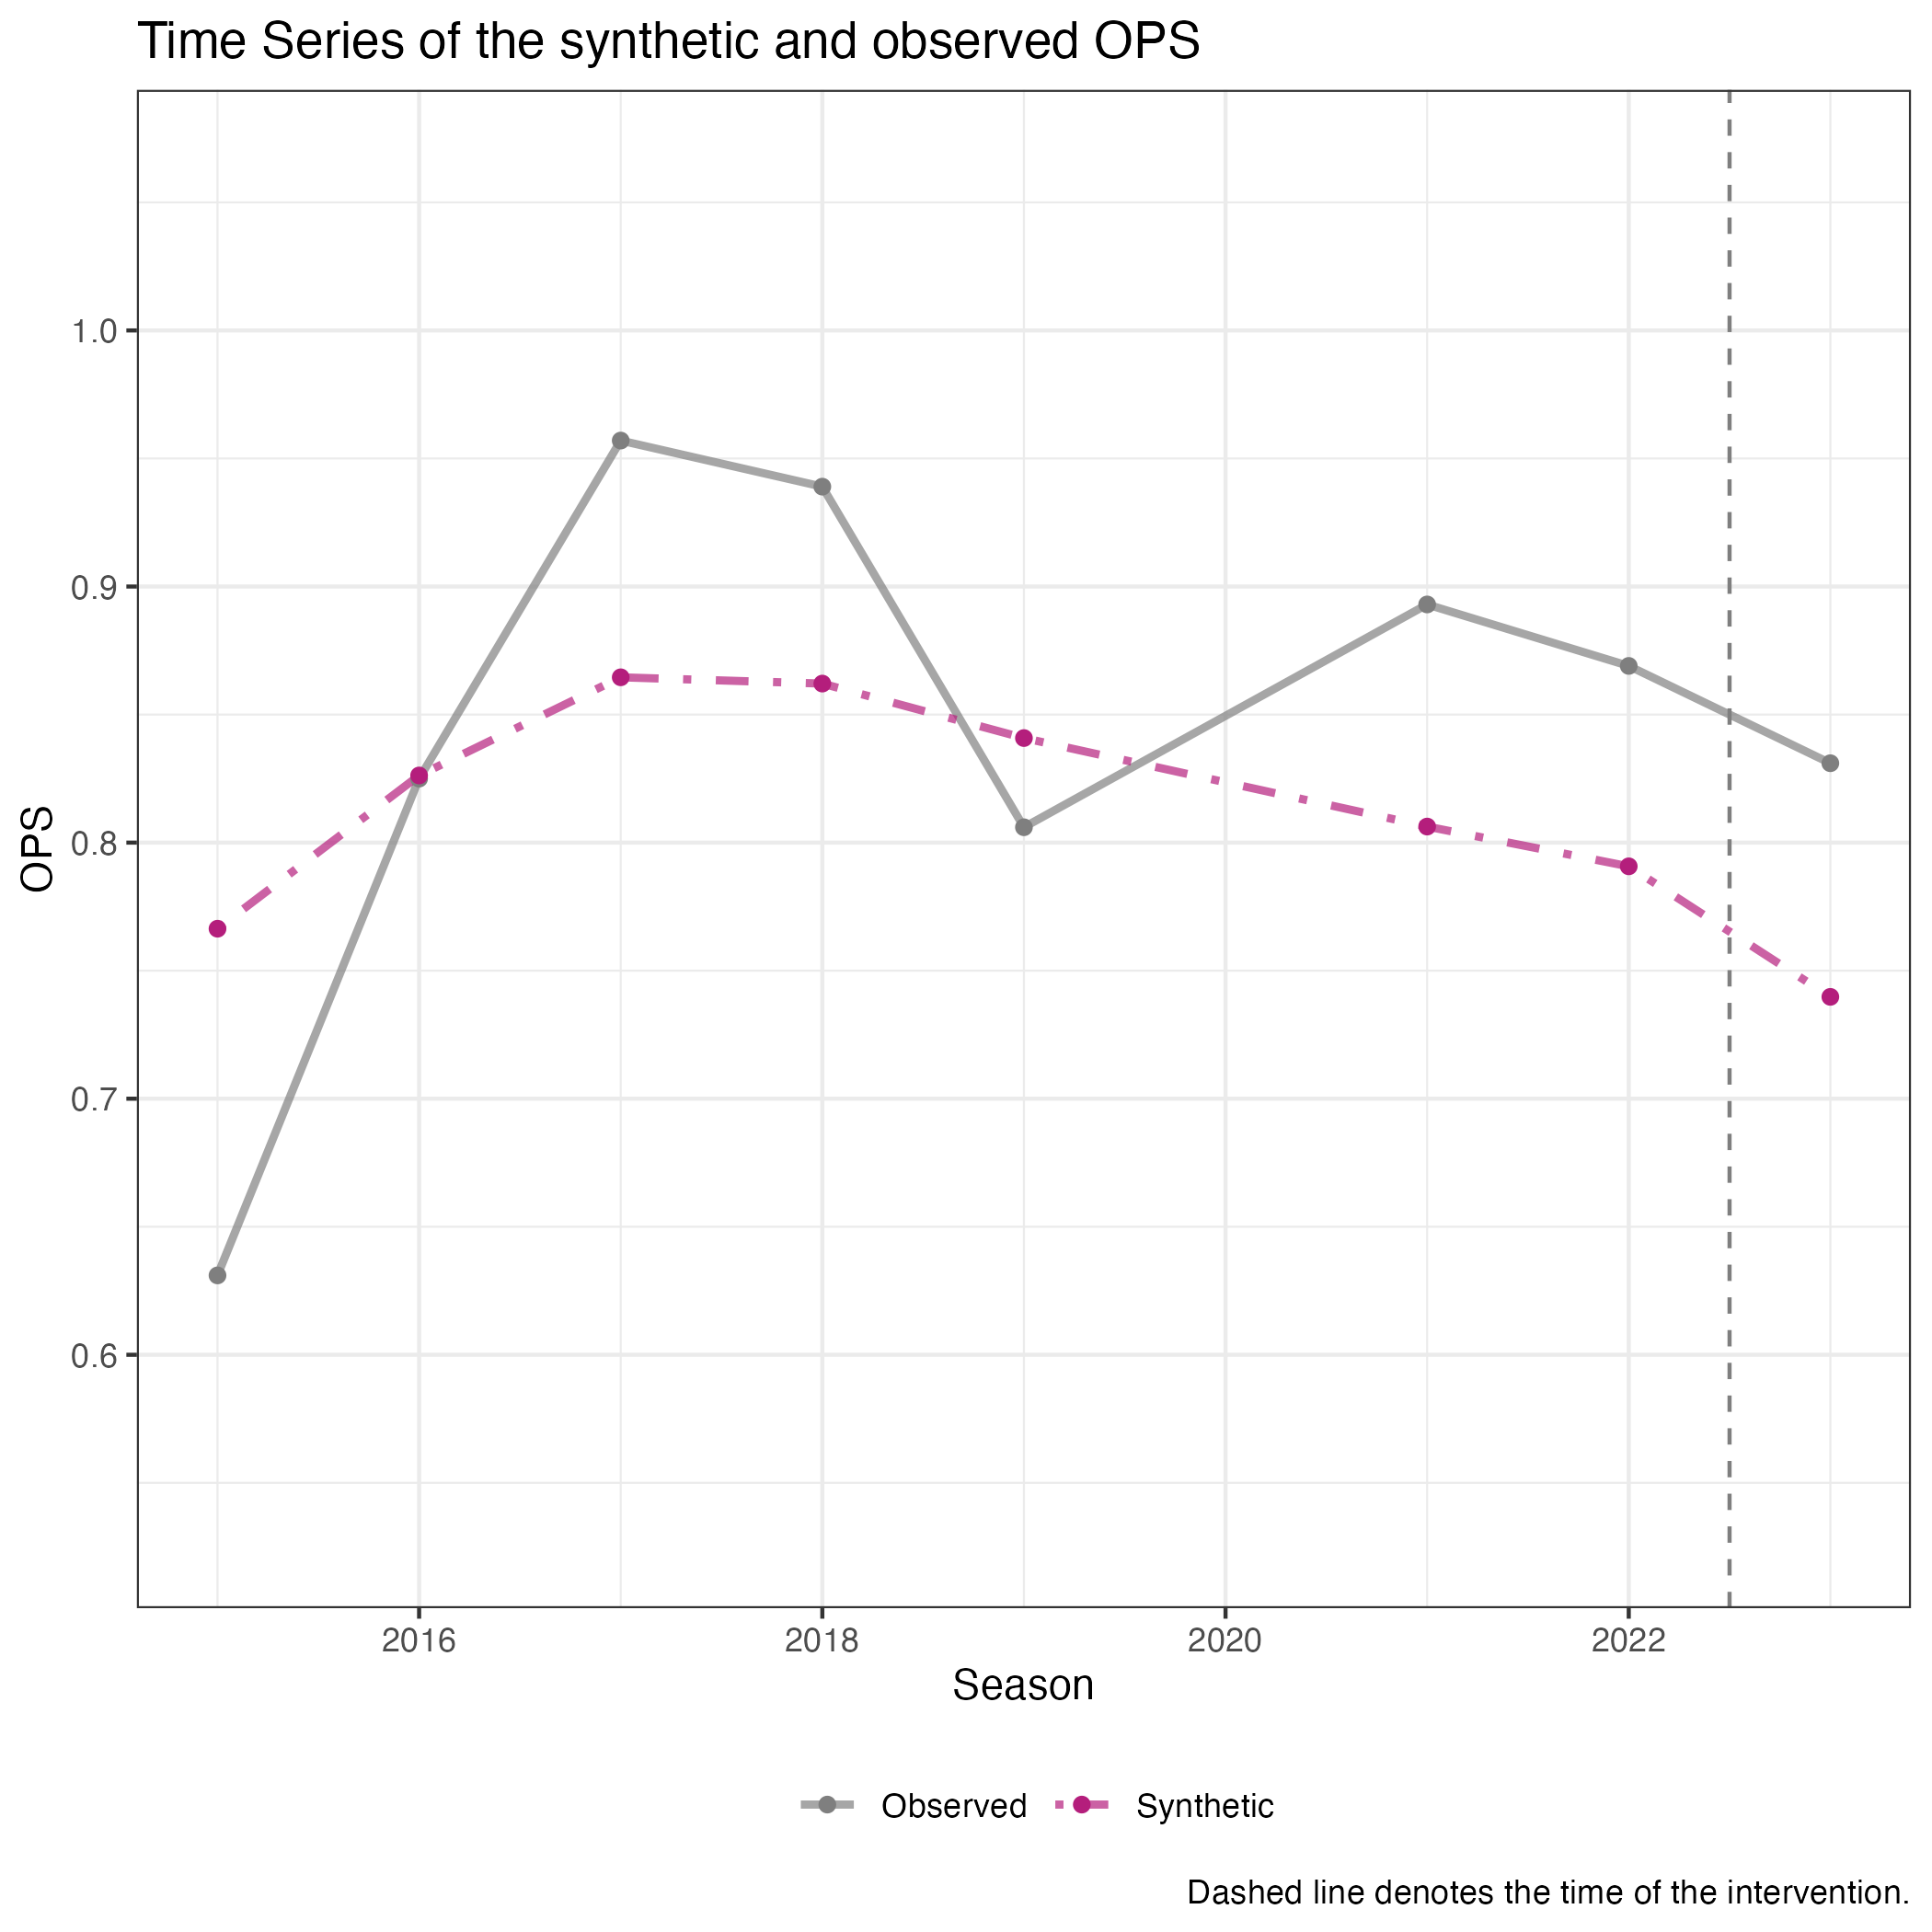 Time Series of the synthetic and observed OPS
OPS
1.0
0.9
0.8
0.7
0.6
2016 2018 2020 2022
Season
Observed Synthetic
Dashed line denotes the time of the intervention.